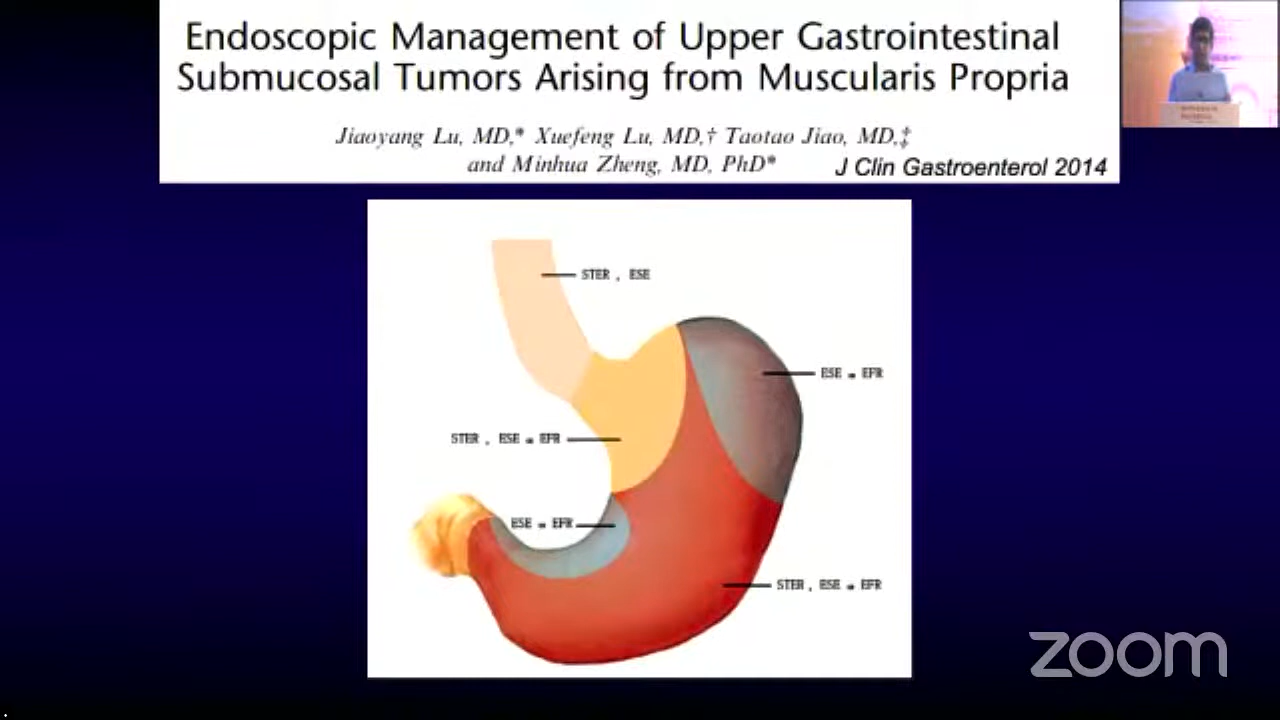 Endoscopic Management of Upper Gastrointestinal
Submucosal Tumors Arising from Muscularis Propria
Jiaoyang Lu, MD,* Xuefeng Lu, MD,† Taotao Jiao, MD,‡
and Minhua Zheng, MD, PhD*
J Clin Gastroenterol 2014
STER , ESE
ESE EFR
STER , ESE EFR
ESE EFR
STER , ESE EFR
zoom